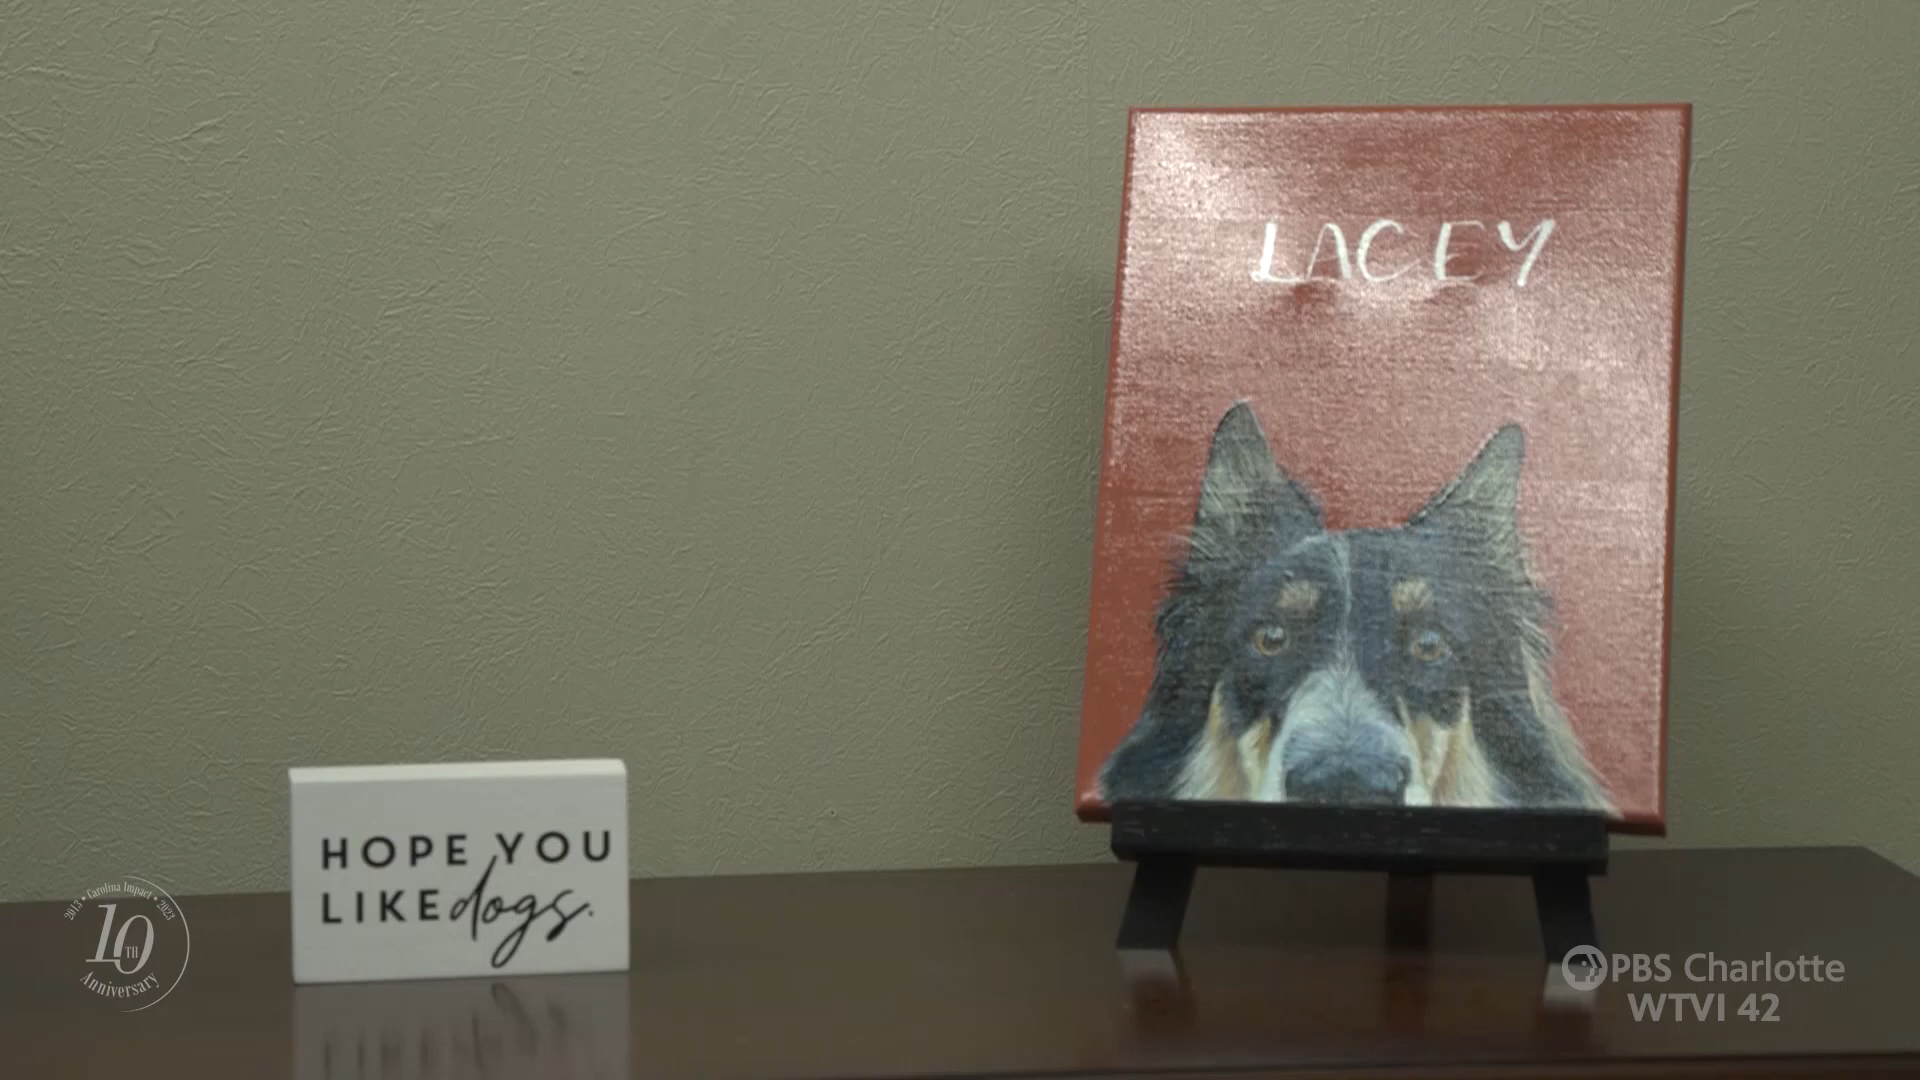 LACEY
HOPE YOU
LIKE dogs.
2013 • Carolina Impact • 2023
10TH
Anniversary
PBS Charlotte
WTVI 42